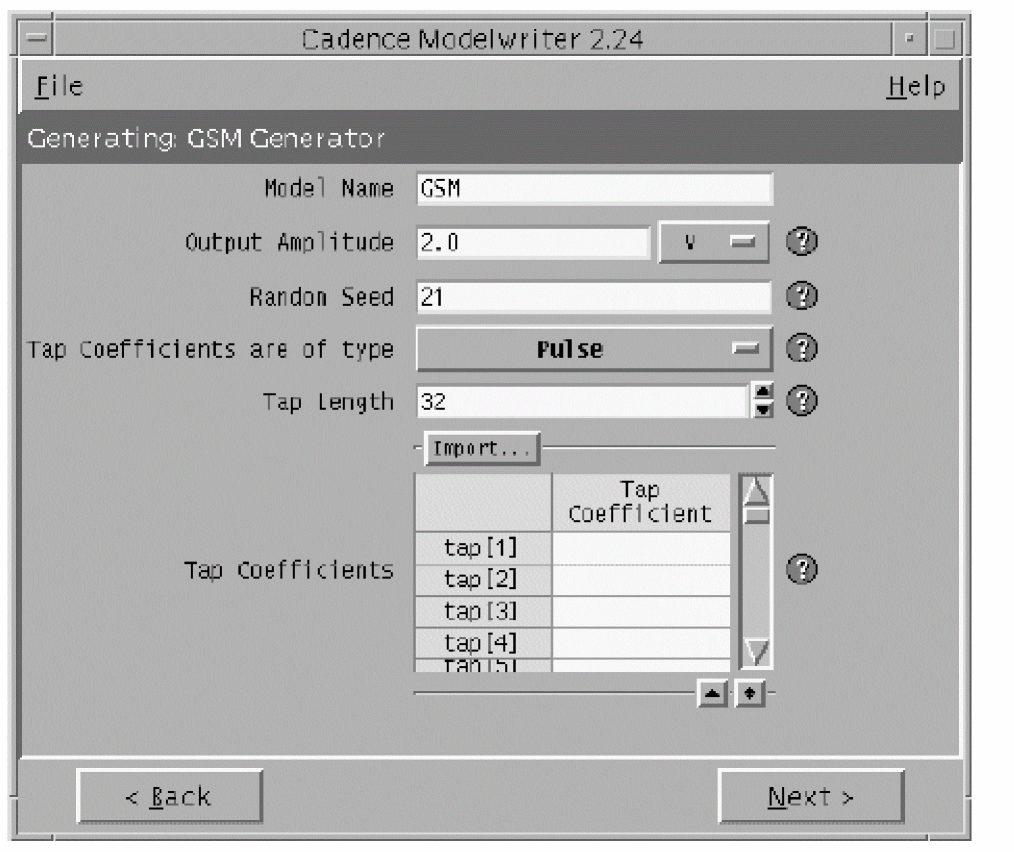 Cadence Modelwriter 2.24
File Help
Generating: GSM Generator
Model Name GSM
Output Amplitude 2.0 V ?
Randon Seed 21 ?
Tap Coefficients are of type Pulse ?
Tap Length 32 ?
Import...
Tap
Coefficient
tap[1]
tap[2]
Tap Coefficients ?
tap[3]
tap[4]
tap[5]
< Back Next >